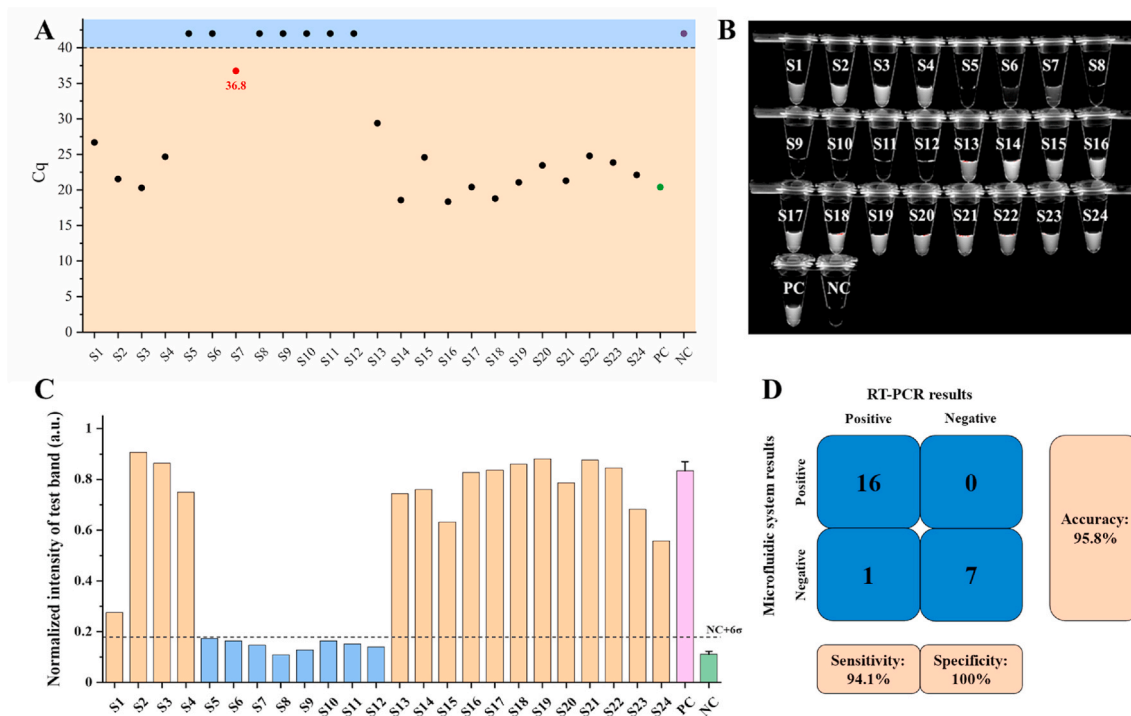 A
Cq
40
35
30
25
20
15
10
5
0
36.8
S1 S2 S3 S4 S5 S6 S7 S8 S9 S10 S11 S12 S13 S14 S15 S16 S17 S18 S19 S20 S21 S22 S23 S24 PC NC
B
S1 S2 S3 S4 S5 S6 S7 S8
S9 S10 S11 S12 S13 S14 S15 S16
S17 S18 S19 S20 S21 S22 S23 S24
PC NC
C
Normalized intensity of test band (a.u.)
1
0.8
0.6
0.4
0.2
0
NC+6σ
S1 S2 S3 S4 S5 S6 S7 S8 S9 S10 S11 S12 S13 S14 S15 S16 S17 S18 S19 S20 S21 S22 S23 S24 PC NC
D
RT-PCR results
Positive Negative
Microfluidic system results
Positive
Negative
16 0
1 7
Accuracy:
95.8%
Sensitivity:
94.1%
Specificity:
100%